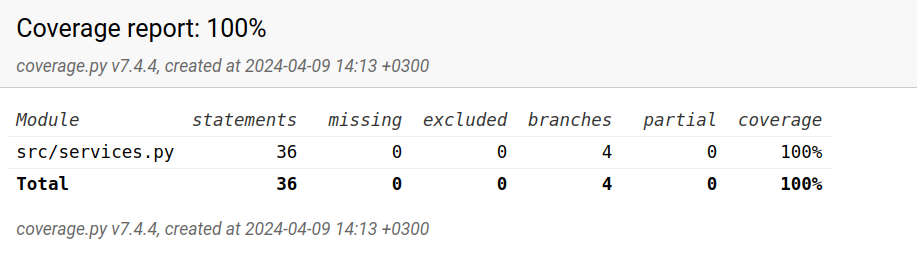 Coverage report: 100%
coverage.py v7.4.4, created at 2024-04-09 14:13 +0300
Module statements missing excluded branches partial coverage
src/services.py 36 0 0 4 0 100%
Total 36 0 0 4 0 100%
coverage.py v7.4.4, created at 2024-04-09 14:13 +0300